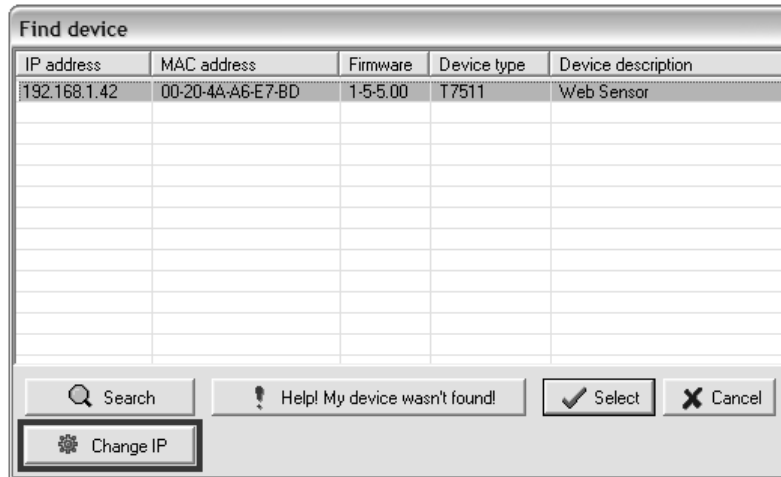 Find device
IP address MAC address Firmware Device type Device description
192.168.1.42 00-20-4A-A6-E7-BD 1-5-5.00 T7511 Web Sensor
Search Help! My device wasn't found! Select Cancel
Change IP